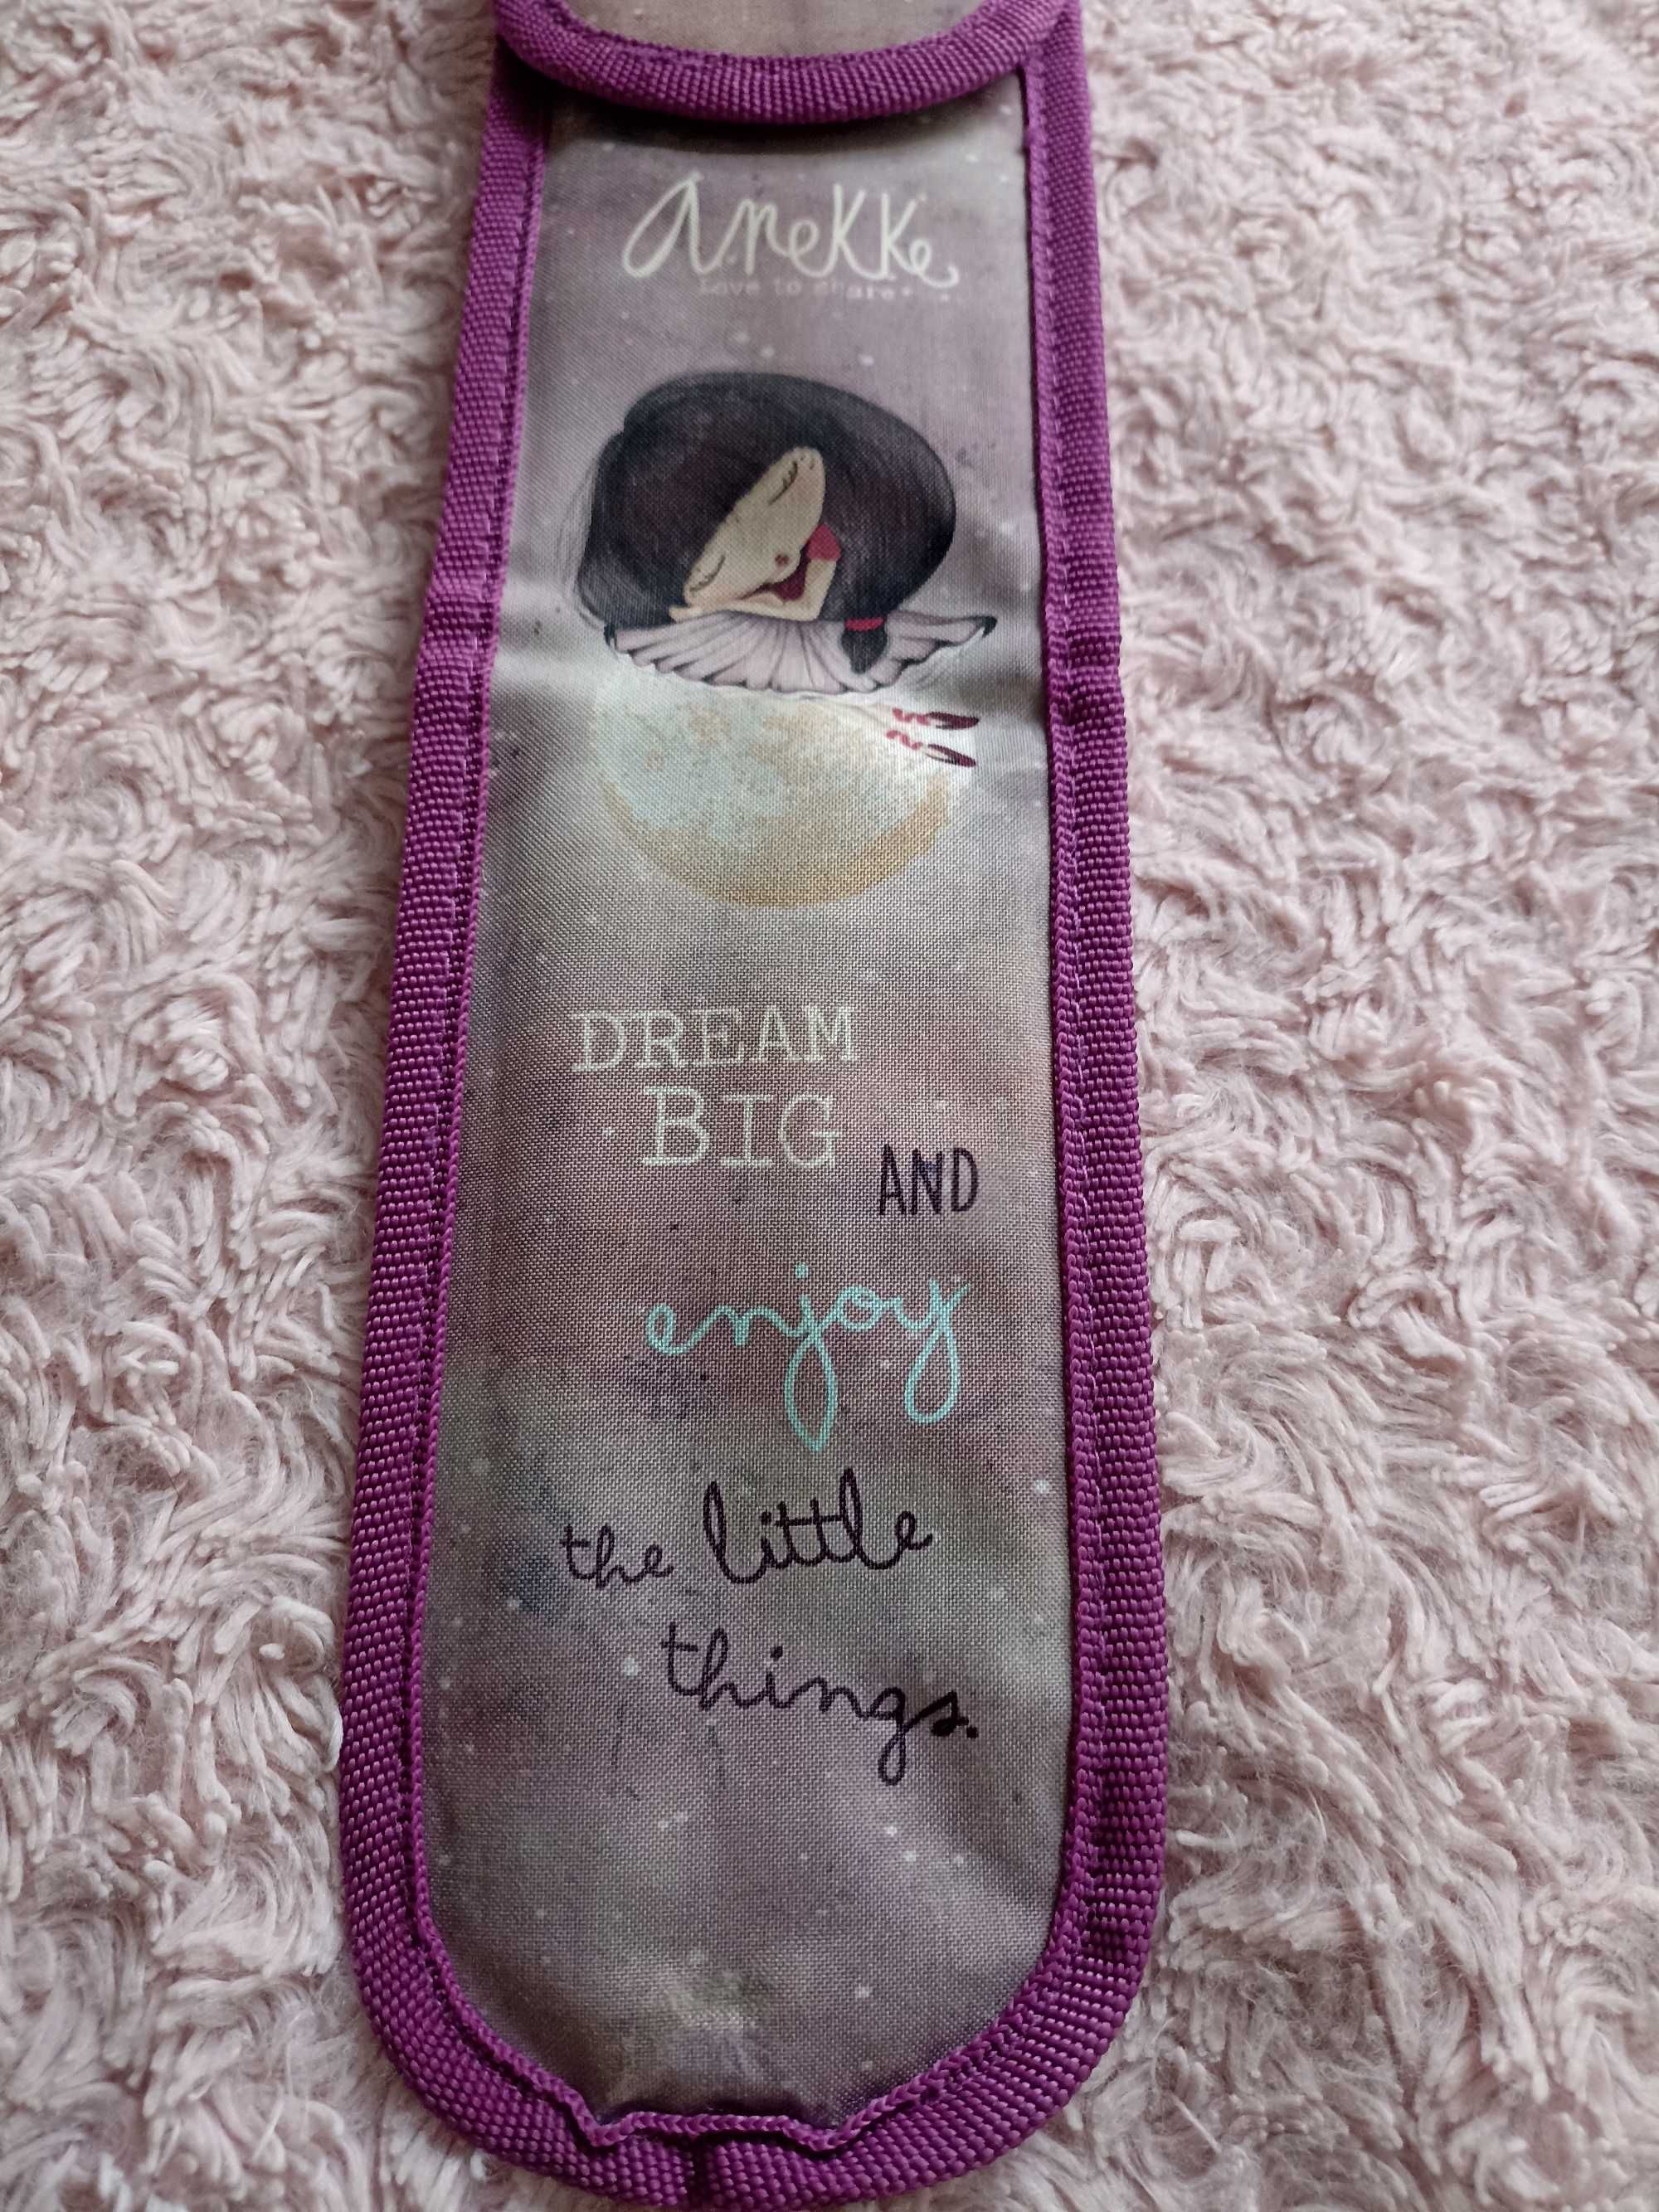 anekke
Love to share
DREAM
BIG AND
enjoy
the little
things.